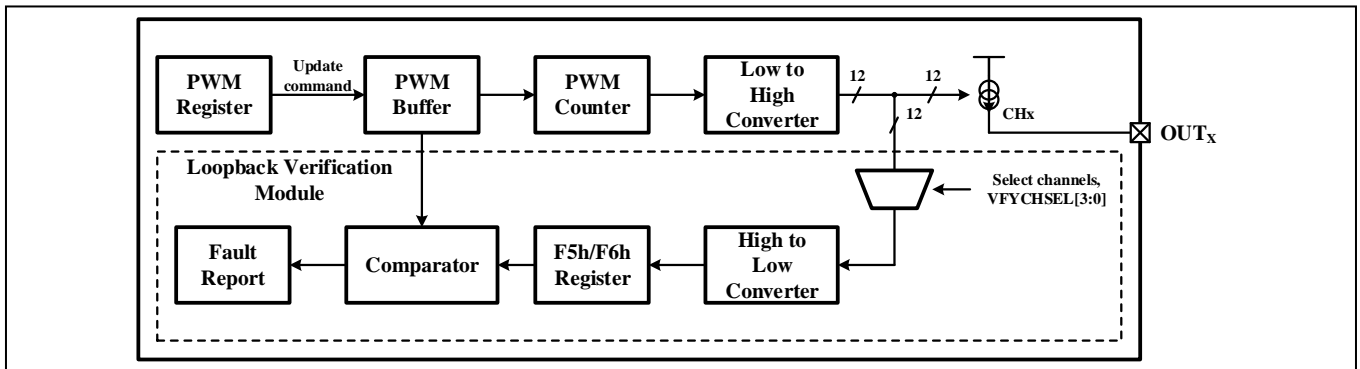 PWM
Register
Update
command
PWM
Buffer
PWM
Counter
Low to
High
Converter
12
12
12
CHx
OUTX
Loopback Verification
Module
Select channels,
VFYCHSEL[3:0]
Fault
Report
Comparator
F5h/F6h
Register
High to
Low
Converter